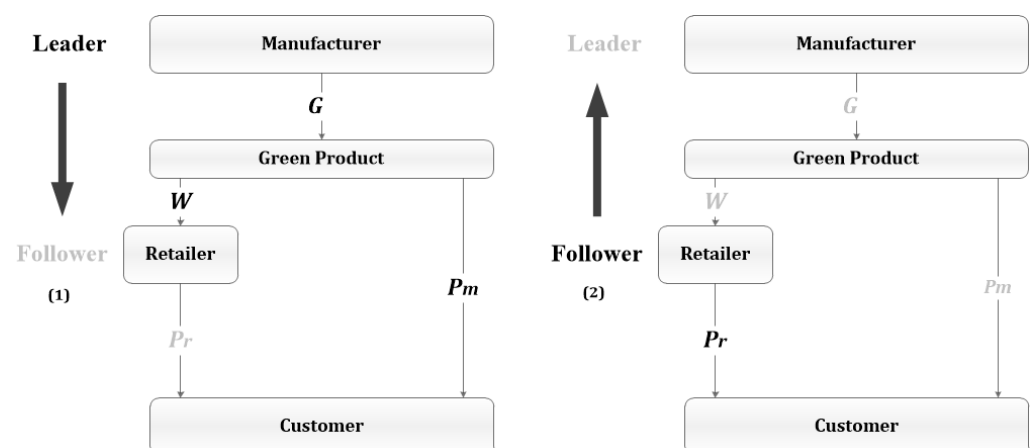 Leader
Manufacturer
G
Green Product
W
Follower
Retailer
(1)
Pm
Pr
Customer
Leader
Manufacturer
G
Green Product
W
Follower
Retailer
(2)
Pm
Pr
Customer